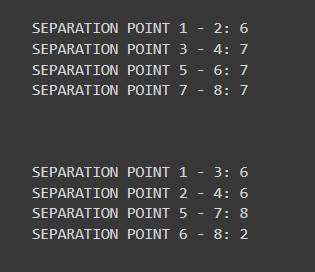 SEPARATION POINT 1 - 2: 6
SEPARATION POINT 3 - 4: 7
SEPARATION POINT 5 - 6: 7
SEPARATION POINT 7 - 8: 7
SEPARATION POINT 1 - 3: 6
SEPARATION POINT 2 - 4: 6
SEPARATION POINT 5 - 7: 8
SEPARATION POINT 6 - 8: 2